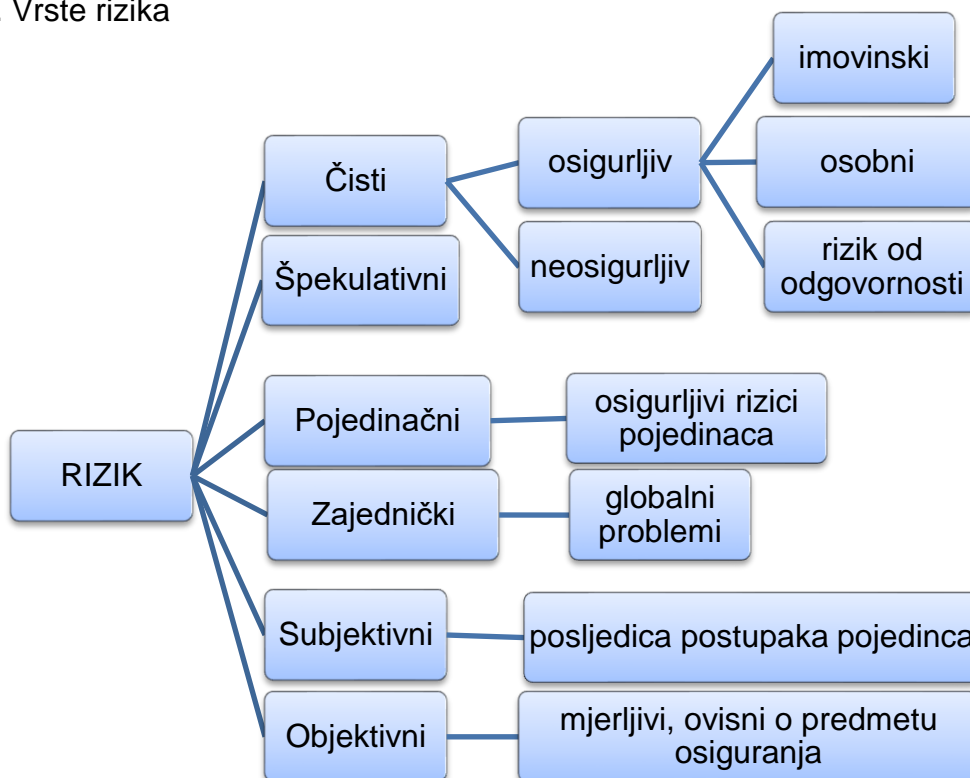 . Vrste rizika
imovinski
Čisti
osigurljiv
osobni
Špekulativni
neosigurljiv
rizik od
odgovornosti
RIZIK
Pojedinačni
osigurljivi rizici
pojedinaca
Zajednički
globalni
problemi
Subjektivni
posljedica postupaka pojedinca
Objektivni
mjerljivi, ovisni o predmetu
osiguranja